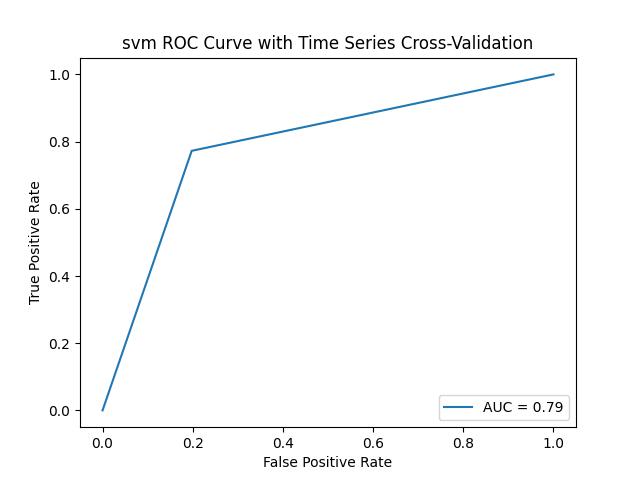 svm ROC Curve with Time Series Cross-Validation
1.0
0.8
0.6
0.4
0.2
0.0
True Positive Rate
AUC = 0.79
0.0 0.2 0.4 0.6 0.8 1.0
False Positive Rate